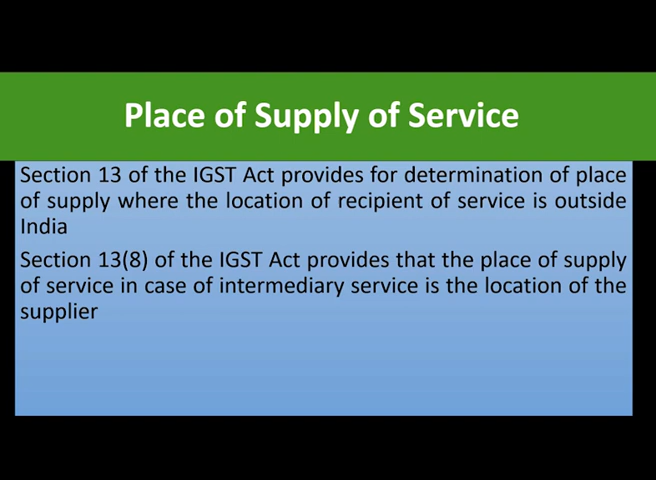 Place of Supply of Service
Section 13 of the IGST Act provides for determination of place
of supply where the location of recipient of service is outside
India
Section 13(8) of the IGST Act provides that the place of supply
of service in case of intermediary service is the location of the
supplier